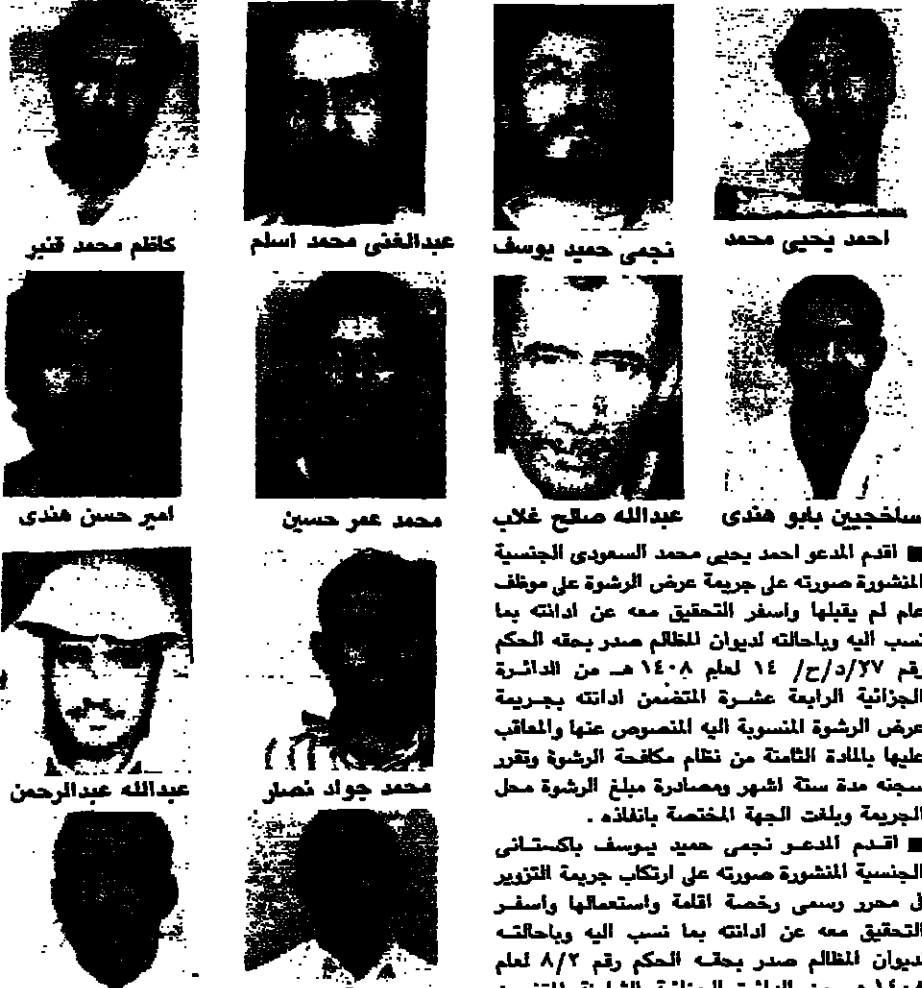 احمد يحيى محمد
نجمى حميد يوسف
عبدالغنى محمد اسلم
كاظم محمد قنبر
ساخجيين بابو هندى
عبدالله صالح غلاب
محمد عمر حسين
امير حسن هندى
محمد جواد نصار
عبدالله عبدالرحمن
■ اقدم المدعو احمد يحيى محمد السعودى الجنسية
المنشورة صورته على جريمة عرض الرشوة على موظف
عام لم يقبلها واسفر التحقيق معه عن ادانته بما
نسب اليه وباحالته لديوان المظالم صدر بحقه الحكم
رقم ٢٧/د/ج/ ١٤ لعام ١٤٠٨هـ من الدائرة
الجزائية الرابعة عشرة المتضمن ادانته بجريمة
عرض الرشوة المنسوبة اليه المنصوص عنها والمعاقب
عليها بالمادة الثامنة من نظام مكافحة الرشوة وتقرر
سجنه مدة ستة اشهر ومصادرة مبلغ الرشوة محل
الجريمة وبلغت الجهة المختصة بانفاذه .
■ اقدم المدعو نجمى حميد يوسف باكستانى
الجنسية المنشورة صورته على ارتكاب جريمة التزوير
فى محرر رسمى رخصة اقامة واستعمالها واسفر
التحقيق معه عن ادانته بما نسب اليه وباحالته
لديوان المظالم صدر بحقه الحكم رقم ٨/٢ لعام